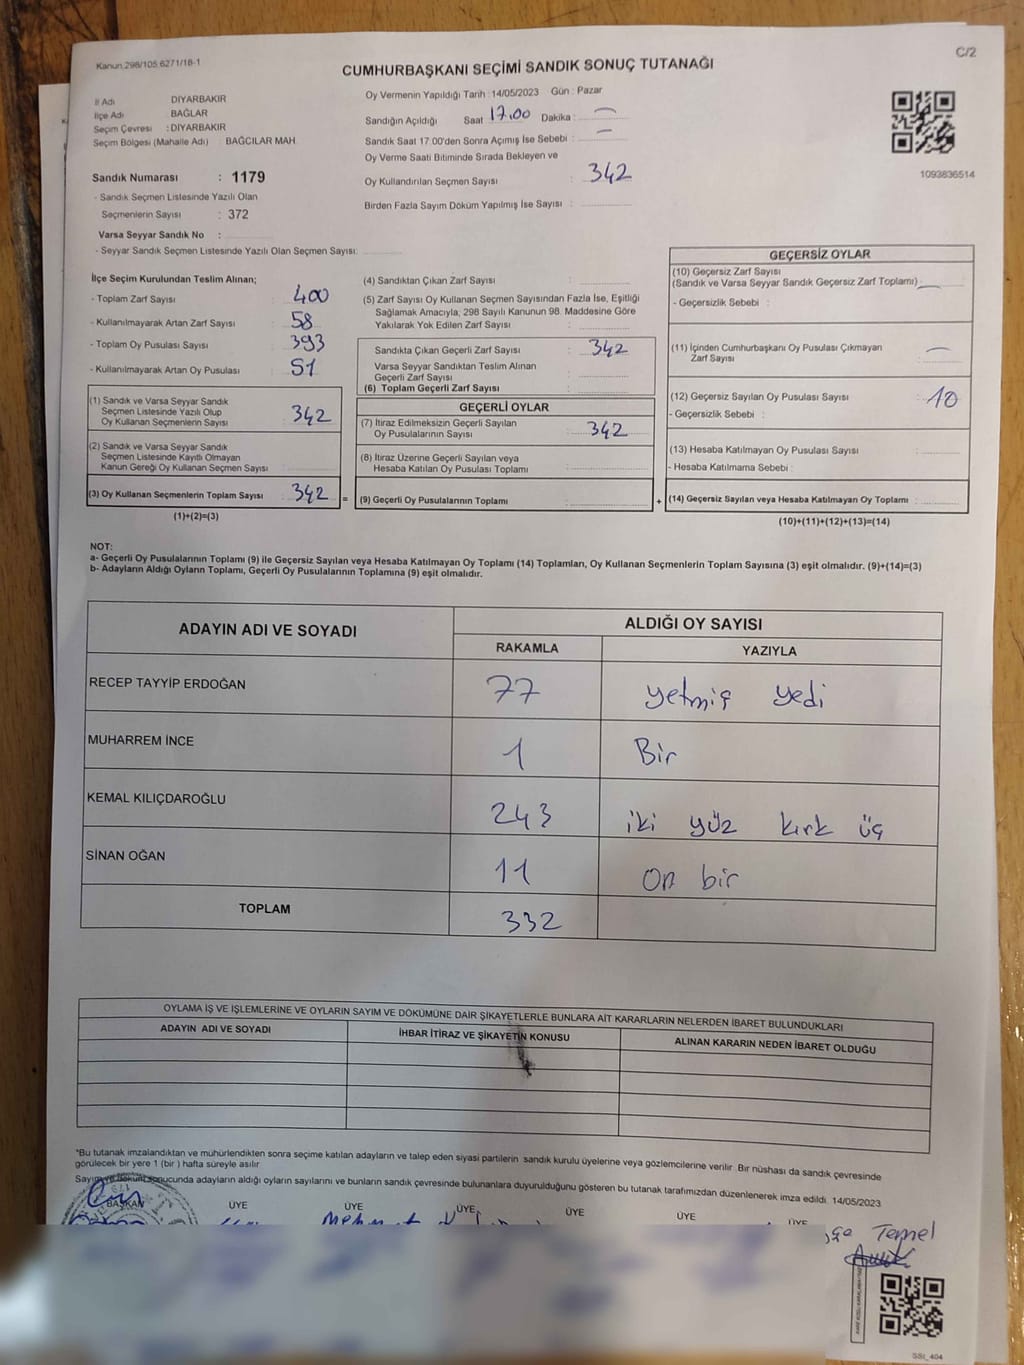 Kanun:298/105,6271/18-1
C/2
CUMHURBAŞKANI SEÇİMİ SANDIK SONUÇ TUTANAĞI
İl Adı DİYARBAKIR
İlçe Adı BAĞLAR
Seçim Çevresi : DİYARBAKIR
Seçim Bölgesi (Mahalle Adı) BAĞCILAR MAH.
Oy Vermenin Yapıldığı Tarih : 14/05/2023 Gün : Pazar
Sandığın Açıldığı Saat 17.00 Dakika : —
Sandık Saat 17:00'den Sonra Açımış İse Sebebi : —
Oy Verme Saati Bitiminde Sırada Bekleyen ve
Oy Kullandırılan Seçmen Sayısı : 342
Birden Fazla Sayım Döküm Yapılmış İse Sayısı :
1093836514
Sandık Numarası : 1179
- Sandık Seçmen Listesinde Yazılı Olan
Seçmenlerin Sayısı : 372
Varsa Seyyar Sandık No :
- Seyyar Sandık Seçmen Listesinde Yazılı Olan Seçmen Sayısı:
İlçe Seçim Kurulundan Teslim Alınan;
- Toplam Zarf Sayısı : 400
- Kullanılmayarak Artan Zarf Sayısı : 58
- Toplam Oy Pusulası Sayısı : 393
- Kullanılmayarak Artan Oy Pusulası : 51
(1) Sandık ve Varsa Seyyar Sandık
Seçmen Listesinde Yazılı Olup
Oy Kullanan Seçmenlerin Sayısı : 342
(2) Sandık ve Varsa Seyyar Sandık
Seçmen Listesinde Kayıtlı Olmayan
Kanun Gereği Oy Kullanan Seçmen Sayısı :
(3) Oy Kullanan Seçmenlerin Toplam Sayısı : 342 =
(1)+(2)=(3)
(4) Sandıktan Çıkan Zarf Sayısı :
(5) Zarf Sayısı Oy Kullanan Seçmen Sayısından Fazla İse, Eşitliği
Sağlamak Amacıyla, 298 Sayılı Kanunun 98. Maddesine Göre
Yakılarak Yok Edilen Zarf Sayısı :
Sandıkta Çıkan Geçerli Zarf Sayısı : 342
Varsa Seyyar Sandıktan Teslim Alınan
Geçerli Zarf Sayısı :
(6) Toplam Geçerli Zarf Sayısı :
GEÇERLİ OYLAR
(7) İtiraz Edilmeksizin Geçerli Sayılan
Oy Pusulalarının Sayısı : 342
(8) İtiraz Üzerine Geçerli Sayılan veya
Hesaba Katılan Oy Pusulası Toplamı :
(9) Geçerli Oy Pusulalarının Toplamı : +
GEÇERSİZ OYLAR
(10) Geçersiz Zarf Sayısı
(Sandık ve Varsa Seyyar Sandık Geçersiz Zarf Toplamı) : —
- Geçersizlik Sebebi :
(11) İçinden Cumhurbaşkanı Oy Pusulası Çıkmayan
Zarf Sayısı : —
(12) Geçersiz Sayılan Oy Pusulası Sayısı : 10
- Geçersizlik Sebebi :
(13) Hesaba Katılmayan Oy Pusulası Sayısı :
- Hesaba Katılmama Sebebi :
(14) Geçersiz Sayılan veya Hesaba Katılmayan Oy Toplamı :
(10)+(11)+(12)+(13)=(14)
NOT:
a- Geçerli Oy Pusulalarının Toplamı (9) ile Geçersiz Sayılan veya Hesaba Katılmayan Oy Toplamı (14) Toplamları, Oy Kullanan Seçmenlerin Toplam Sayısına (3) eşit olmalıdır. (9)+(14)=(3)
b- Adayların Aldığı Oyların Toplamı, Geçerli Oy Pusulalarının Toplamına (9) eşit olmalıdır.
ADAYIN ADI VE SOYADI
ALDIĞI OY SAYISI
RAKAMLA YAZIYLA
RECEP TAYYİP ERDOĞAN 77 yetmiş yedi
MUHARREM İNCE 1 Bir
KEMAL KILIÇDAROĞLU 243 iki yüz kırk üç
SİNAN OĞAN 11 On bir
TOPLAM 332
OYLAMA İŞ VE İŞLEMLERİNE VE OYLARIN SAYIM VE DÖKÜMÜNE DAİR ŞİKAYETLERLE BUNLARA AİT KARARLARIN NELERDEN İBARET BULUNDUKLARI
ADAYIN ADI VE SOYADI İHBAR İTİRAZ VE ŞİKAYETİN KONUSU ALINAN KARARIN NEDEN İBARET OLDUĞU
*Bu tutanak imzalandıktan ve mühürlendikten sonra seçime katılan adayların ve talep eden siyasi partilerin sandık kurulu üyelerine veya gözlemcilerine verilir. Bir nüshası da sandık çevresinde
görülecek bir yere 1 (bir ) hafta süreyle asılır.
Sayım ve döküm sonucunda adayların aldığı oyların sayılarını ve bunların sandık çevresinde bulunanlara duyurulduğunu gösteren bu tutanak tarafımızdan düzenlenerek imza edildi. 14/05/2023
BAŞKAN ÜYE ÜYE ÜYE ÜYE ÜYE
Mehmet
Temel
SSI_404